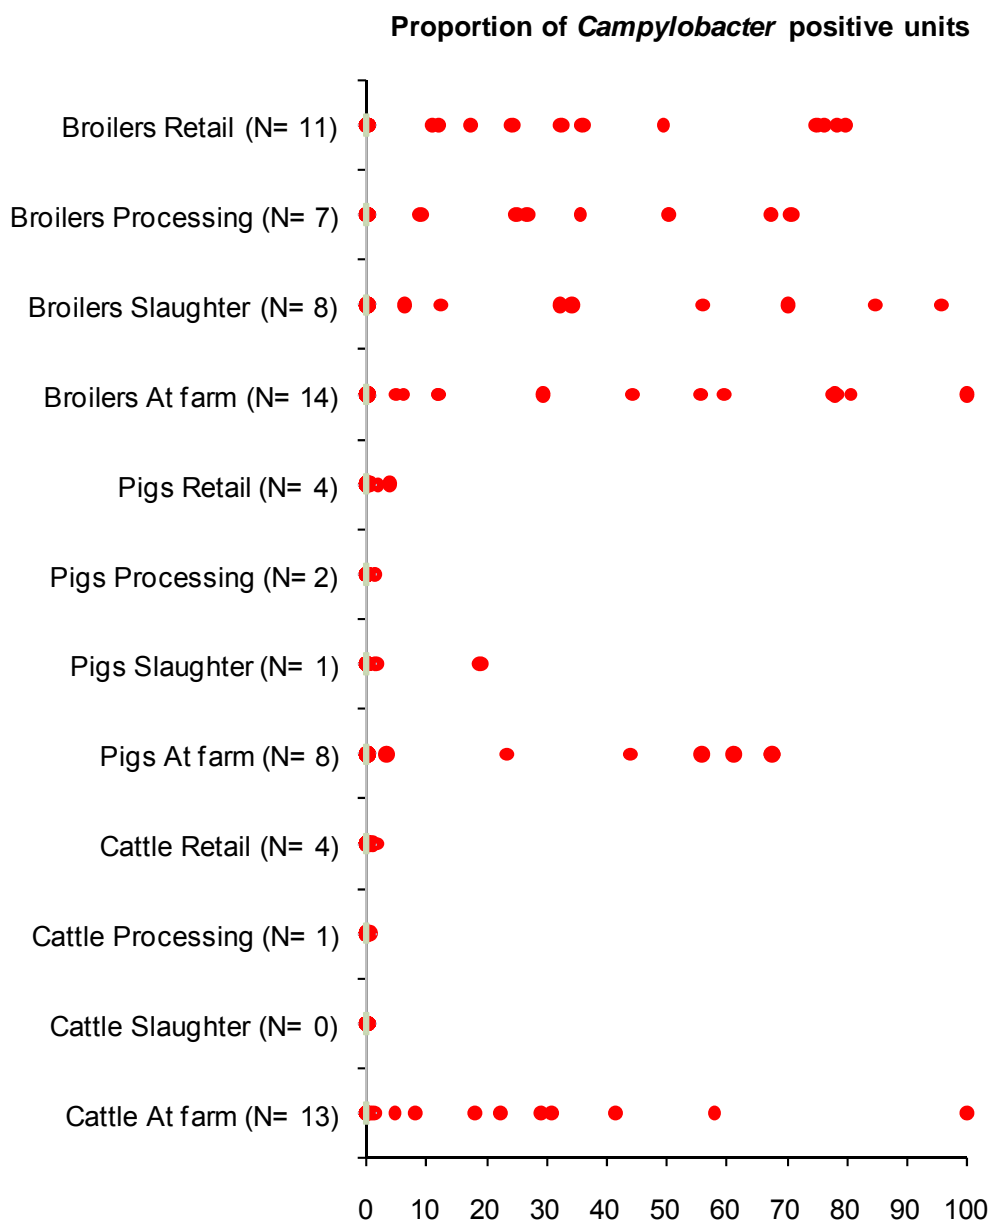 Proportion of Campylobacter positive units
Broilers Retail (N= 11)
Broilers Processing (N= 7)
Broilers Slaughter (N= 8)
Broilers At farm (N= 14)
Pigs Retail (N= 4)
Pigs Processing (N= 2)
Pigs Slaughter (N= 1)
Pigs At farm (N= 8)
Cattle Retail (N= 4)
Cattle Processing (N= 1)
Cattle Slaughter (N= 0)
Cattle At farm (N= 13)
0 10 20 30 40 50 60 70 80 90 100